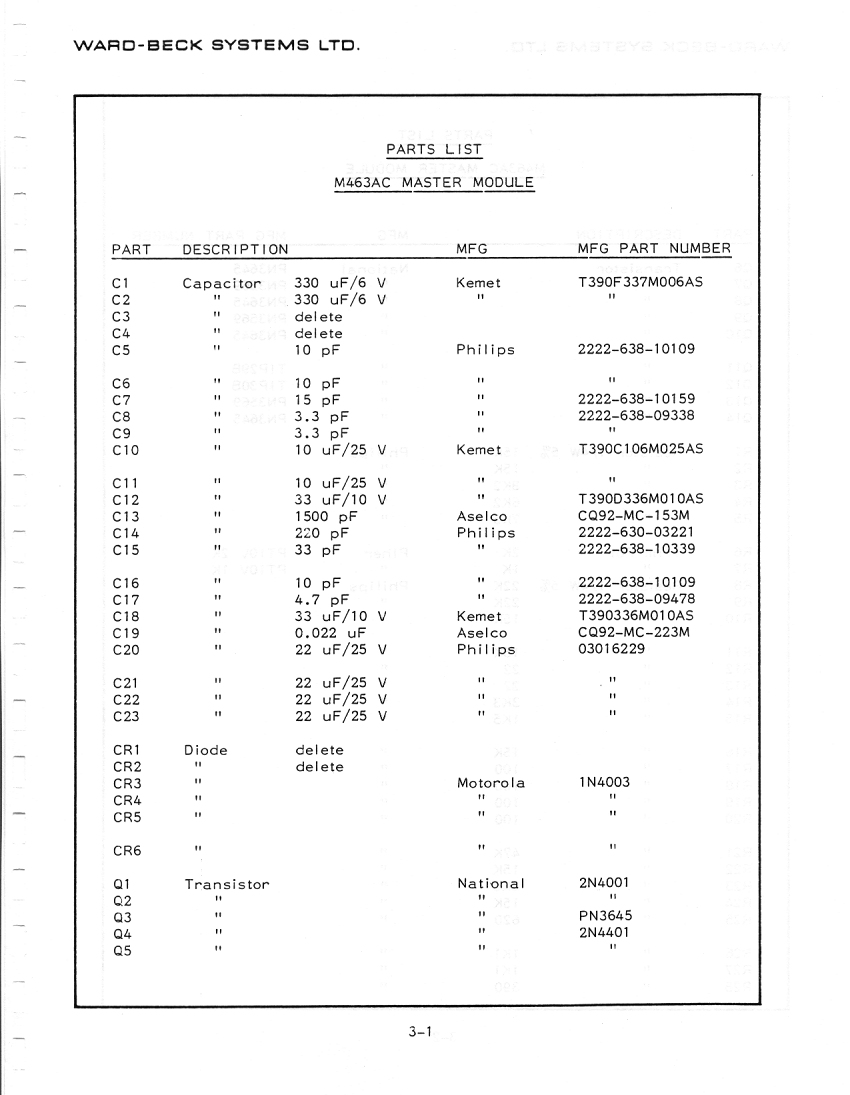 WARD-BECK SYSTEMS LTD.
PARTS LIST
M463AC MASTER MODULE
PART DESCRIPTION MFG MFG PART NUMBER
C1 Capacitor 330 uF/6 V Kemet T390F337M006AS
C2 " 330 uF/6 V " "
C3 " delete
C4 " delete
C5 " 10 pF Philips 2222-638-10109
C6 " 10 pF " "
C7 " 15 pF " 2222-638-10159
C8 " 3.3 pF " 2222-638-09338
C9 " 3.3 pF " "
C10 " 10 uF/25 V Kemet T390C106M025AS
C11 " 10 uF/25 V " "
C12 " 33 uF/10 V " T390D336M010AS
C13 " 1500 pF Aselco CQ92-MC-153M
C14 " 220 pF Philips 2222-630-03221
C15 " 33 pF " 2222-638-10339
C16 " 10 pF " 2222-638-10109
C17 " 4.7 pF " 2222-638-09478
C18 " 33 uF/10 V Kemet T390336M010AS
C19 " 0.022 uF Aselco CQ92-MC-223M
C20 " 22 uF/25 V Philips 03016229
C21 " 22 uF/25 V " "
C22 " 22 uF/25 V " "
C23 " 22 uF/25 V " "
CR1 Diode delete
CR2 " delete
CR3 " Motorola 1N4003
CR4 " " "
CR5 " " "
CR6 " " "
Q1 Transistor National 2N4001
Q2 " " "
Q3 " " PN3645
Q4 " " 2N4401
Q5 " " "
3-1